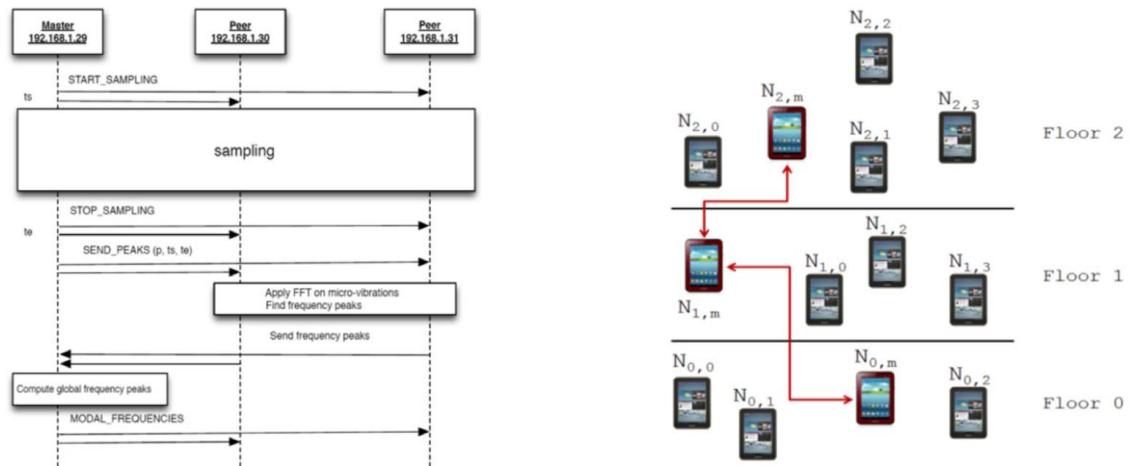 Master
192.168.1.29
Peer
192.168.1.30
Peer
192.168.1.31
START_SAMPLING
ts
sampling
STOP_SAMPLING
te
SEND_PEAKS (p, ts, te)
Apply FFT on micro-vibrations
Find frequency peaks
Send frequency peaks
Compute global frequency peaks
MODAL_FREQUENCIES
N2,2
N2,m
N2,3
N2,0
N2,1
Floor 2
N1,2
N1,0
N1,3
Floor 1
N1,m
N0,0
N0,m
N0,2
N0,1
Floor 0